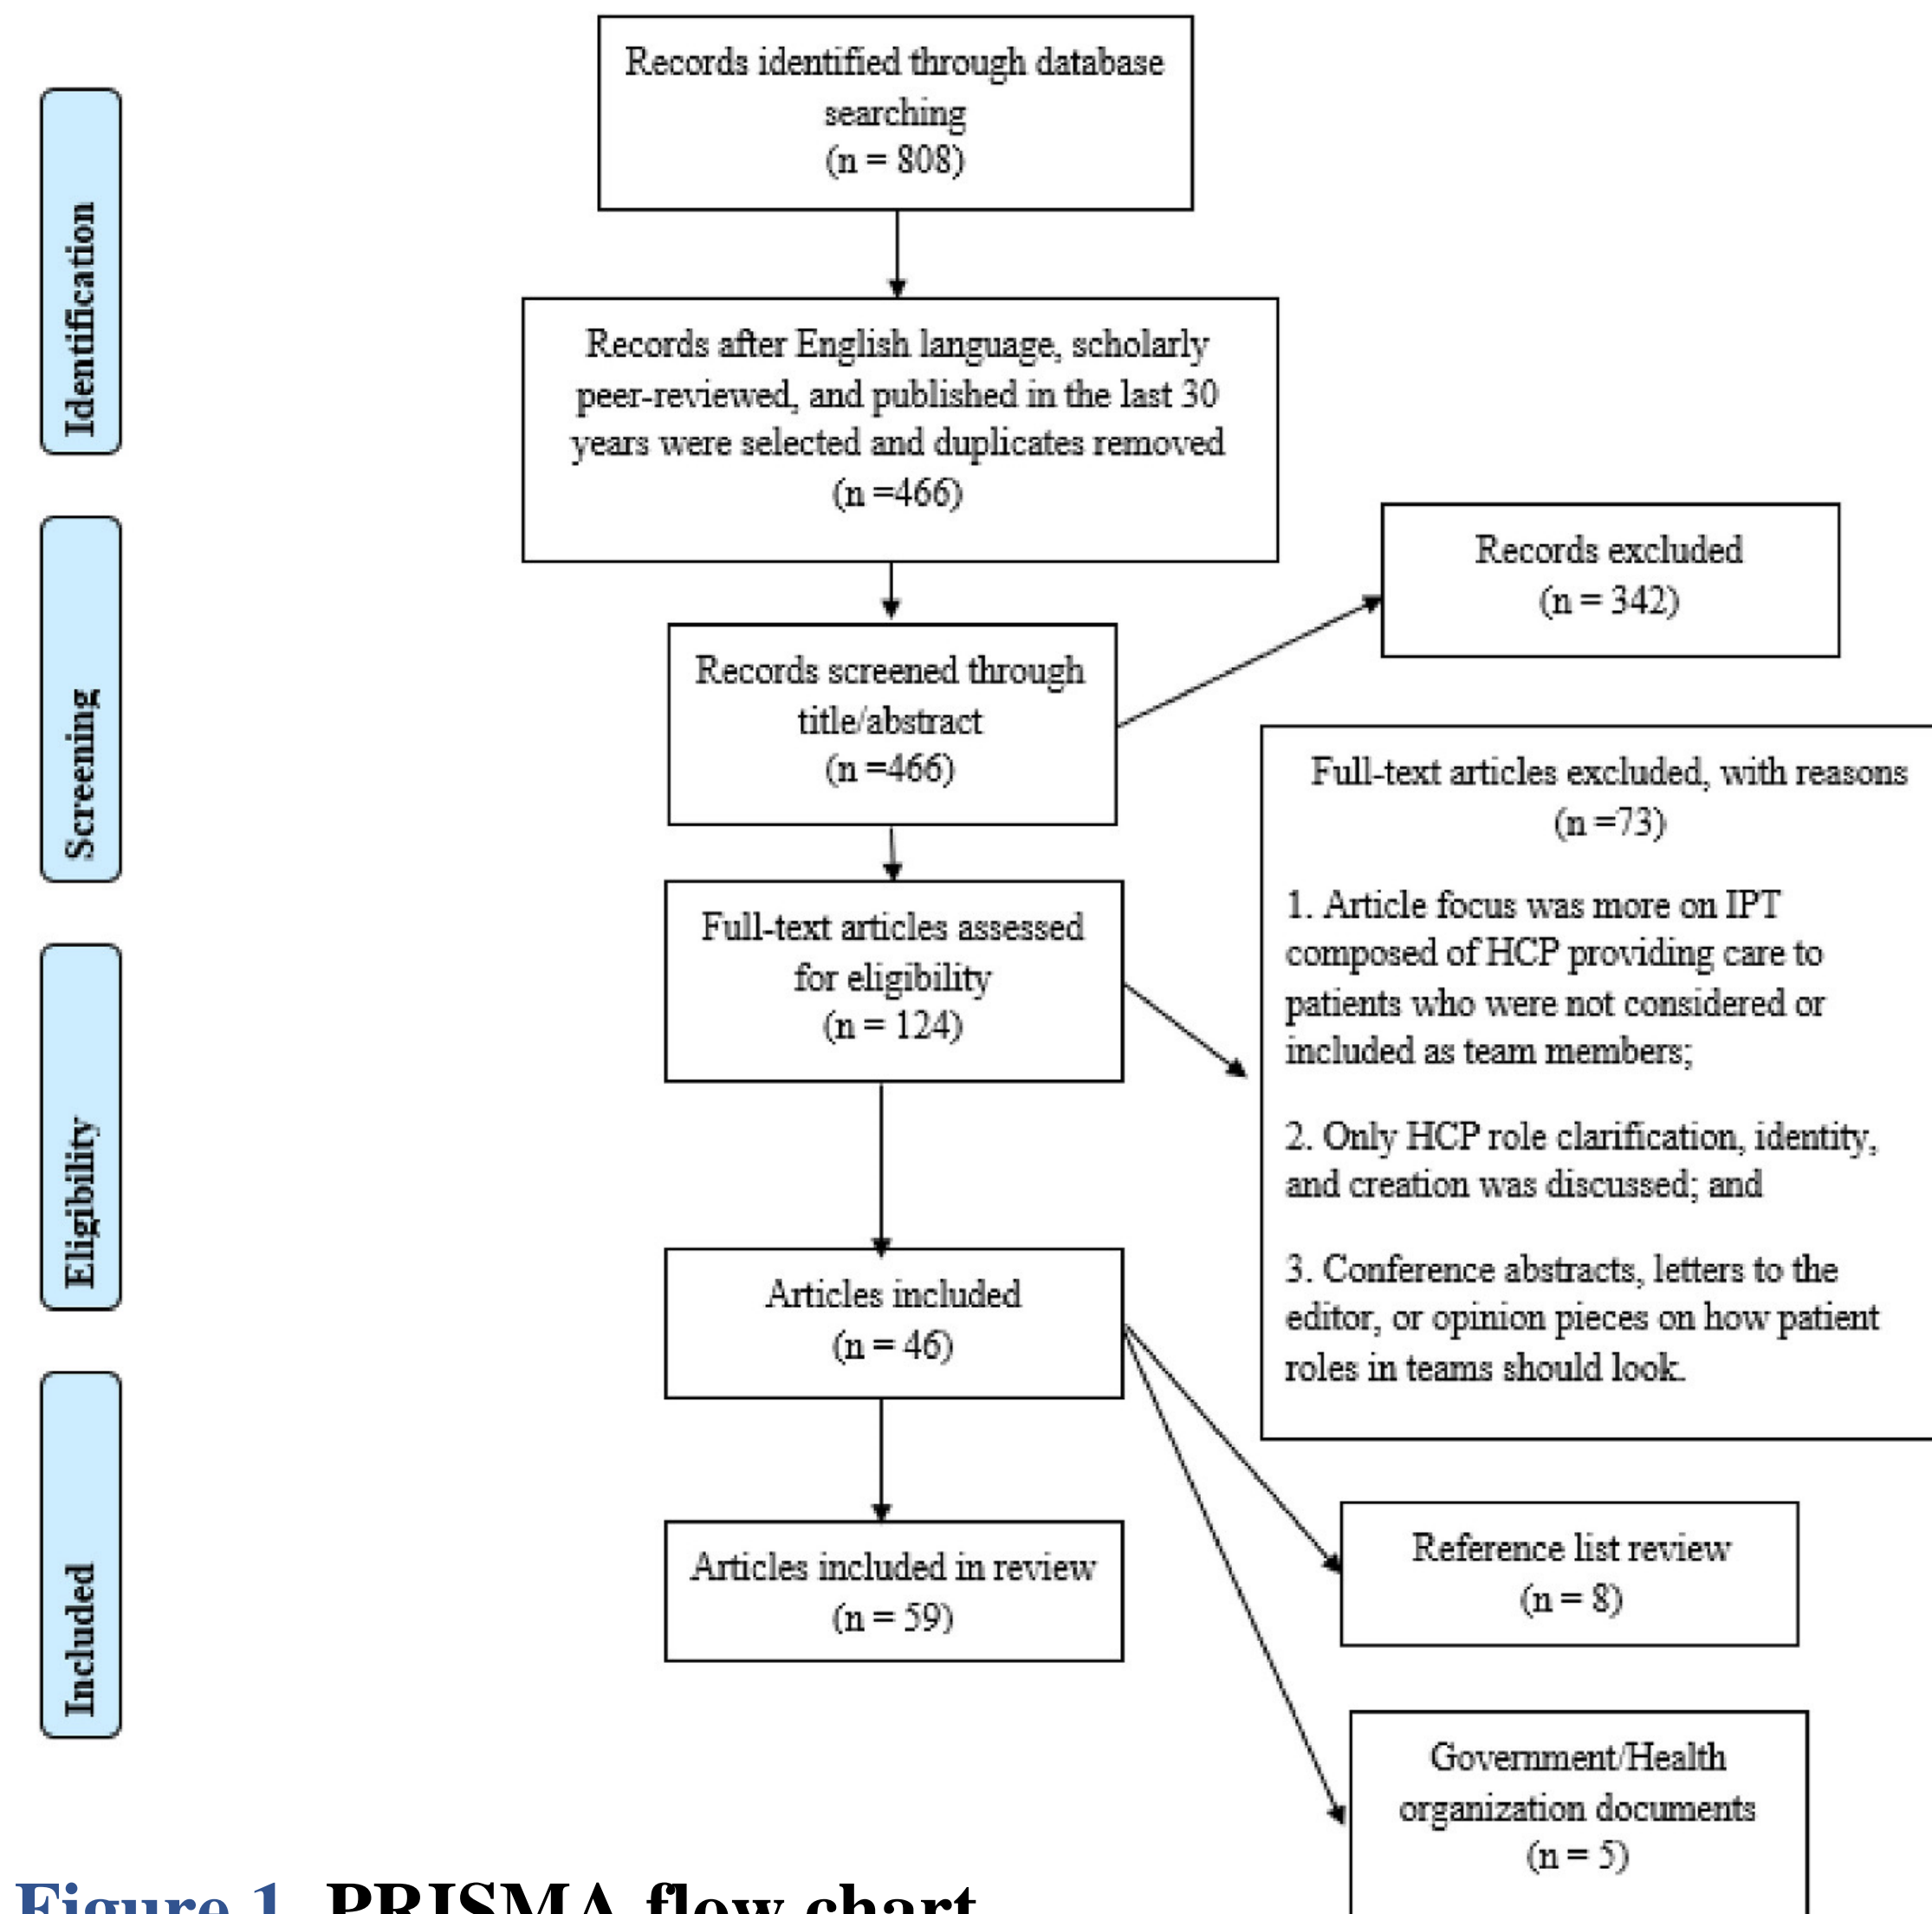 Identification
Records identified through database
searching
(n = 808)
Records after English language, scholarly
peer-reviewed, and published in the last 30
years were selected and duplicates removed
(n =466)
Screening
Records excluded
(n = 342)
Records screened through
title/abstract
(n =466)
Full-text articles excluded, with reasons
(n =73)
1. Article focus was more on IPT
composed of HCP providing care to
patients who were not considered or
included as team members;
2. Only HCP role clarification, identity,
and creation was discussed; and
3. Conference abstracts, letters to the
editor, or opinion pieces on how patient
roles in teams should look.
Eligibility
Full-text articles assessed
for eligibility
(n = 124)
Articles included
(n = 46)
Included
Articles included in review
(n = 59)
Reference list review
(n = 8)
Government/Health
organization documents
(n = 5)
Figure 1 PRISMA flow chart